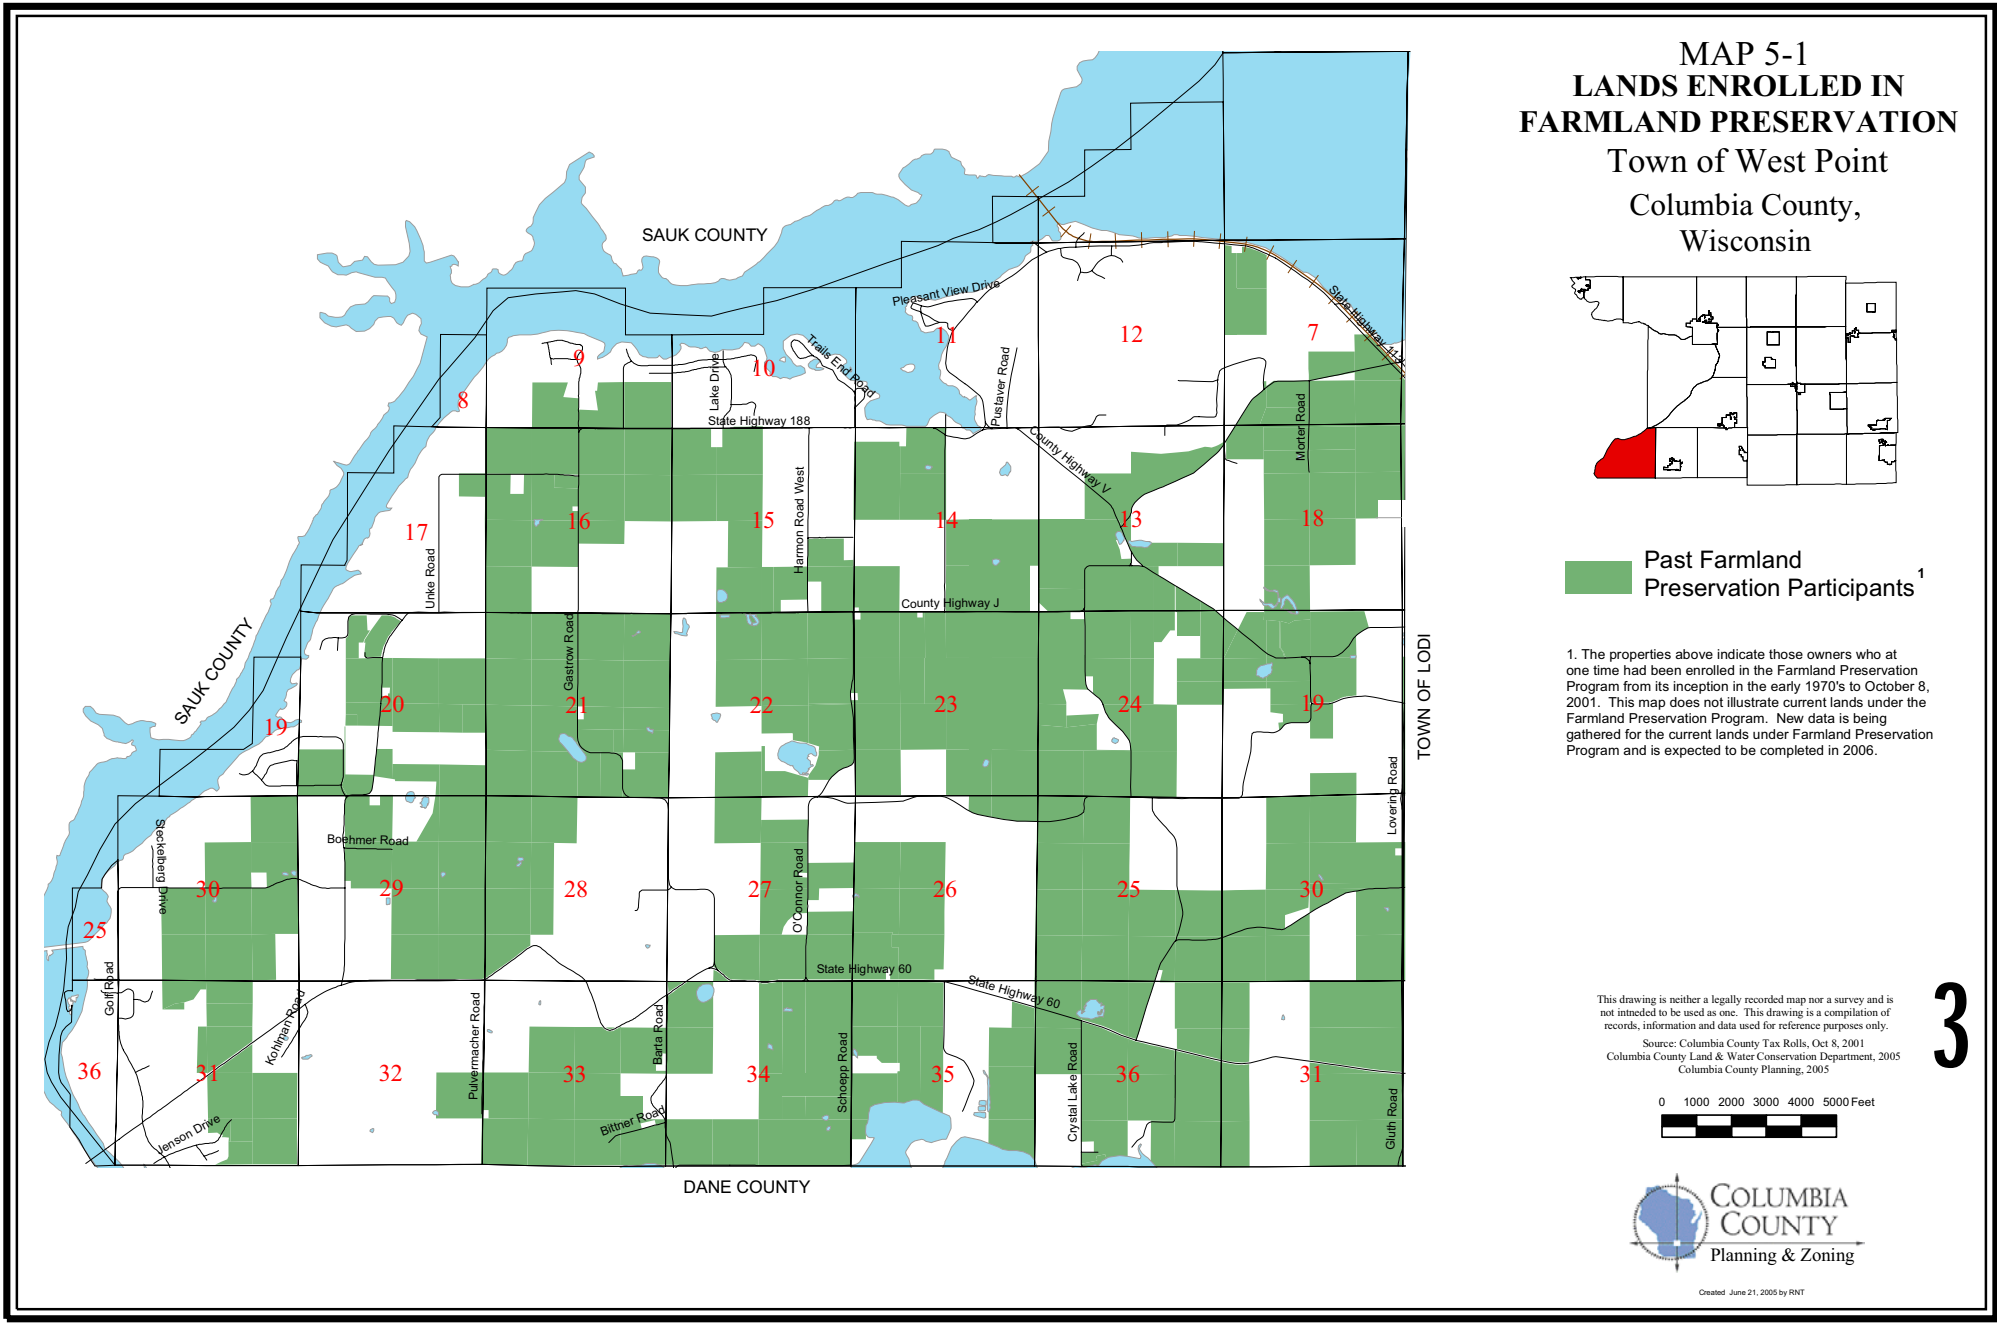 MAP 5-1
LANDS ENROLLED IN
FARMLAND PRESERVATION
Town of West Point
Columbia County,
Wisconsin
SAUK COUNTY
Pleasant View Drive
State Highway 113
11
12
7
9
10
Trails End Road
Lake Drive
Pustaver Road
8
State Highway 188
Morter Road
County Highway V
Harmon Road West
17
16
15
14
13
18
Unke Road
County Highway J
Past Farmland
Preservation Participants 1
SAUK COUNTY
Gastrow Road
TOWN OF LODI
19
20
21
22
23
24
19
1. The properties above indicate those owners who at
one time had been enrolled in the Farmland Preservation
Program from its inception in the early 1970's to October 8,
2001. This map does not illustrate current lands under the
Farmland Preservation Program. New data is being
gathered for the current lands under Farmland Preservation
Program and is expected to be completed in 2006.
Lovering Road
Steckelberg Drive
Boehmer Road
O'Connor Road
30
29
28
27
26
25
30
25
Golf Road
State Highway 60
State Highway 60
Kohlman Road
Pulvermacher Road
Barta Road
Schoepp Road
Crystal Lake Road
36
31
32
33
34
35
36
31
Jenson Drive
Bittner Road
Gluth Road
DANE COUNTY
This drawing is neither a legally recorded map nor a survey and is
not intneded to be used as one. This drawing is a compilation of
records, information and data used for reference purposes only.
Source: Columbia County Tax Rolls, Oct 8, 2001
Columbia County Land & Water Conservation Department, 2005
Columbia County Planning, 2005
3
0 1000 2000 3000 4000 5000 Feet
COLUMBIA
COUNTY
Planning & Zoning
Created June 21, 2005 by RNT